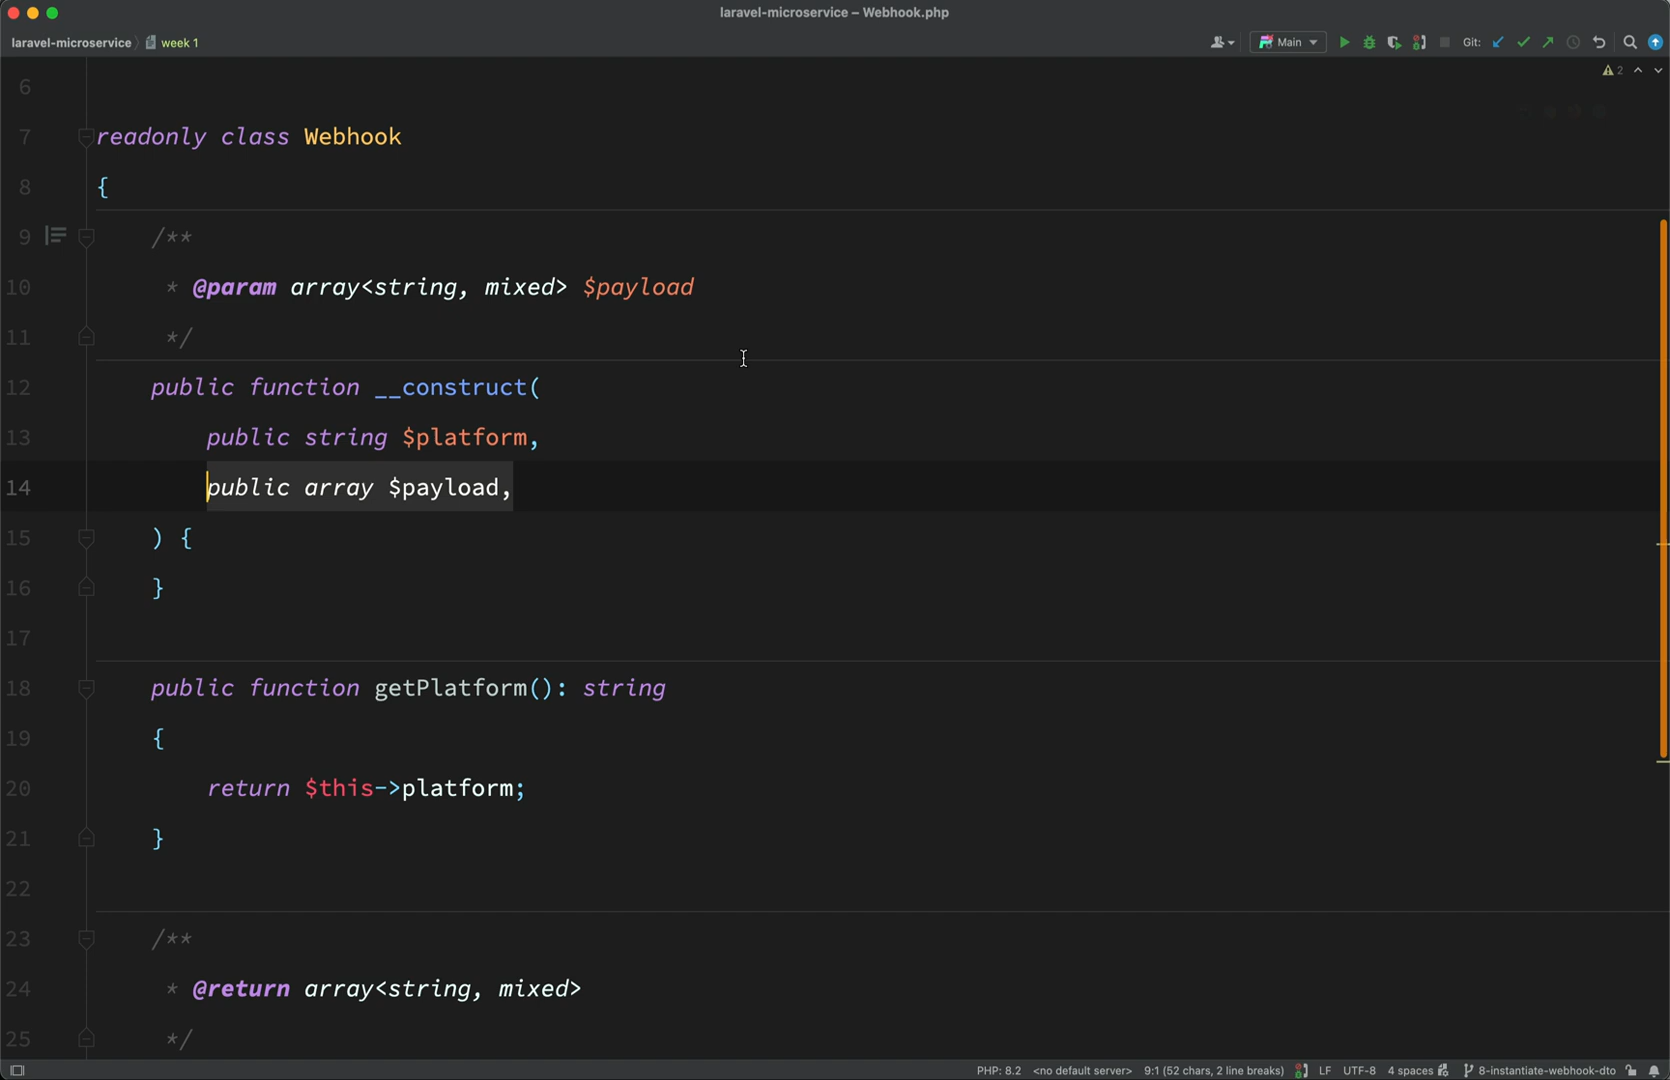 laravel-microservice – Webhook.php
laravel-microservice week 1 Main Git:
2
6
7 readonly class Webhook
8 {
9 /**
10 * @param array<string, mixed> $payload
11 */
12 public function __construct(
13 public string $platform,
14 public array $payload,
15 ) {
16 }
17
18 public function getPlatform(): string
19 {
20 return $this->platform;
21 }
22
23 /**
24 * @return array<string, mixed>
25 */
PHP: 8.2 <no default server> 9:1 (52 chars, 2 line breaks) LF UTF-8 4 spaces 8-instantiate-webhook-dto